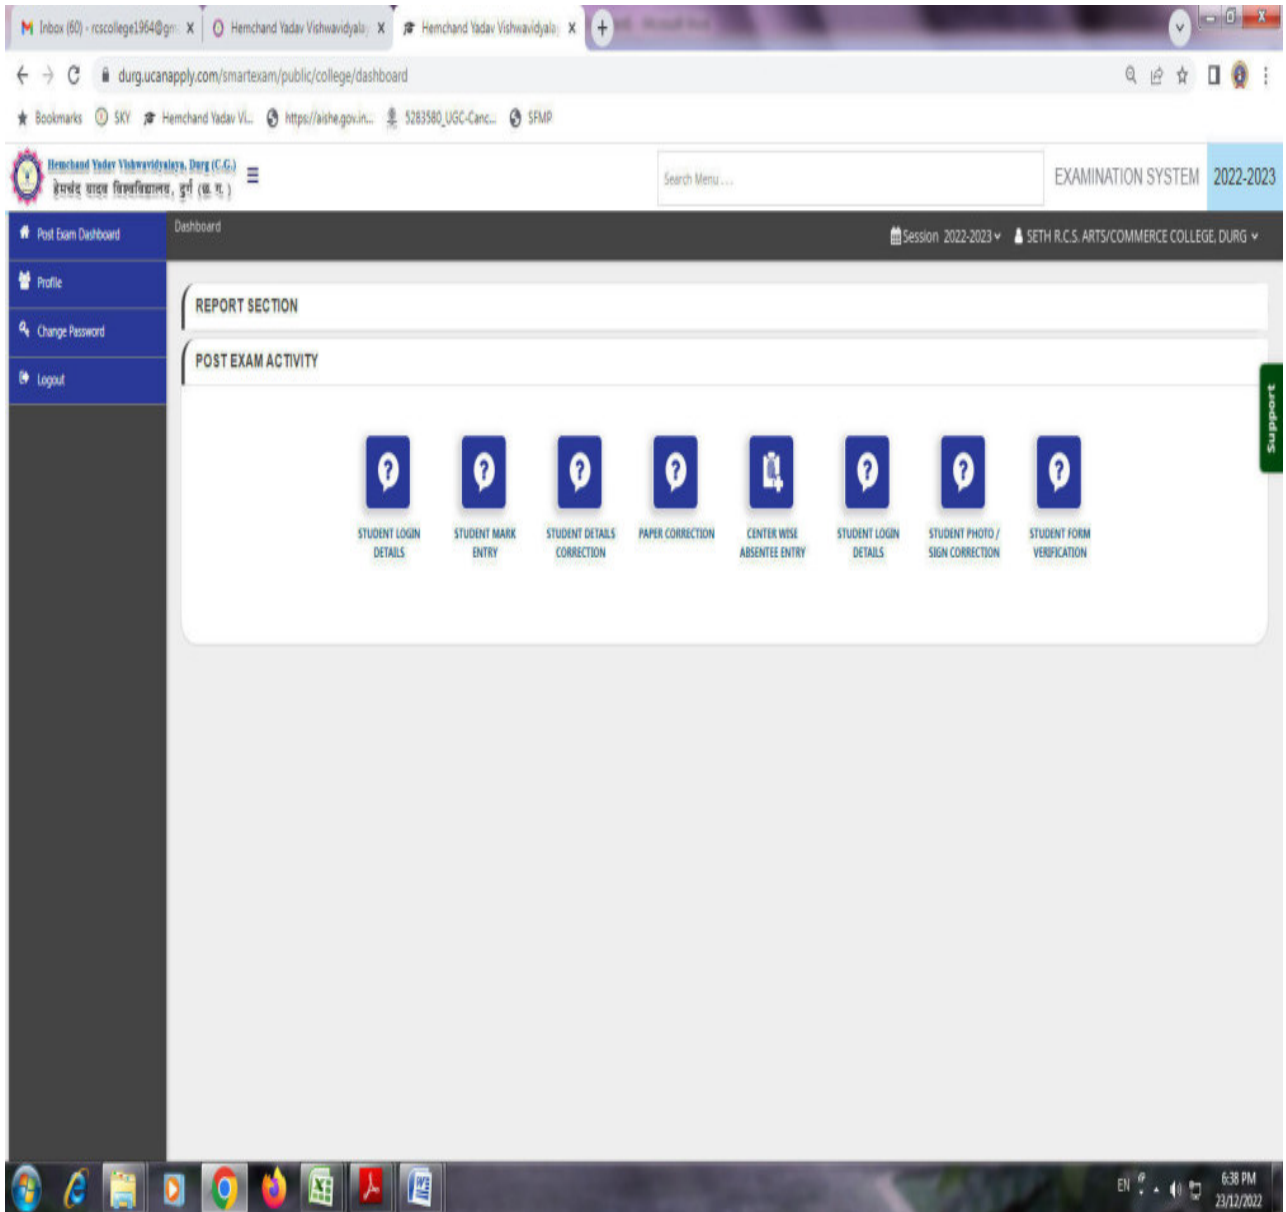 Inbox (60) - rcscollege1964@gm
Hemchand Yadav Vishwavidyalay
Hemchand Yadav Vishwavidyalay
durg.ucanapply.com/smartexam/public/college/dashboard
Bookmarks
SKY
Hemchand Yadav Vi...
https://aishe.gov.in...
5283580_UGC-Canc...
SFMP
Hemchand Yadav Vishwavidyalaya, Durg (C.G.)
हेमचंद यादव विश्वविद्यालय, दुर्ग (छ. ग. )
Search Menu ...
EXAMINATION SYSTEM
2022-2023
Post Exam Dashboard
Dashboard
Session 2022-2023
SETH R.C.S. ARTS/COMMERCE COLLEGE, DURG
Profile
Change Password
Logout
REPORT SECTION
POST EXAM ACTIVITY
Support
STUDENT LOGIN
DETAILS
STUDENT MARK
ENTRY
STUDENT DETAILS
CORRECTION
PAPER CORRECTION
CENTER WISE
ABSENTEE ENTRY
STUDENT LOGIN
DETAILS
STUDENT PHOTO /
SIGN CORRECTION
STUDENT FORM
VERIFICATION
EN
6:38 PM
23/12/2022